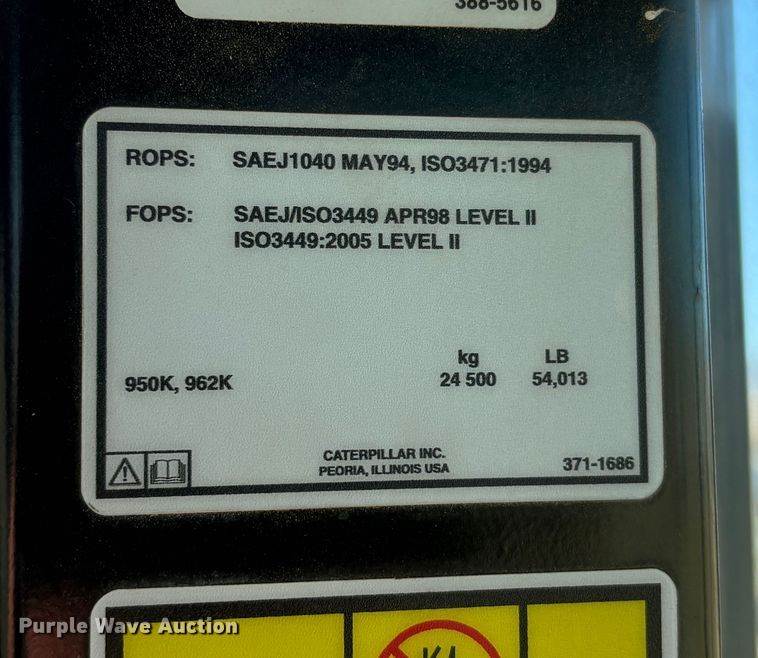 388-5616
ROPS: SAEJ1040 MAY94, ISO3471:1994
FOPS: SAEJ/ISO3449 APR98 LEVEL II
ISO3449:2005 LEVEL II
kg LB
950K, 962K 24 500 54,013
CATERPILLAR INC.
PEORIA, ILLINOIS USA
371-1686
Purple Wave Auction